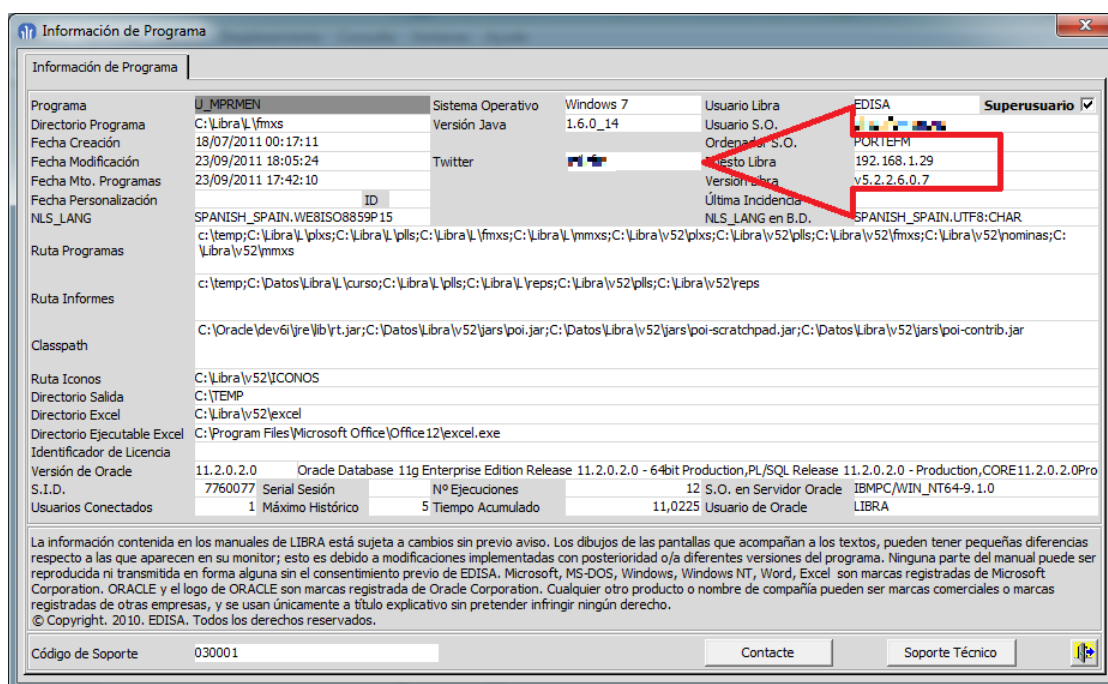 Información de Programa
Información de Programa
Programa U_MPRMEN Sistema Operativo Windows 7 Usuario Libra EDISA Superusuario
Directorio Programa C:\Libra\L\fmxs Versión Java 1.6.0_14 Usuario S.O.
Fecha Creación 18/07/2011 00:17:11 Ordenador S.O. PORTEFM
Fecha Modificación 23/09/2011 18:05:24 Twitter Puesto Libra 192.168.1.29
Fecha Mto. Programas 23/09/2011 17:42:10 Versión Libra v5.2.2.6.0.7
Fecha Personalización ID Última Incidencia
NLS_LANG SPANISH_SPAIN.WE8ISO8859P15 NLS_LANG en B.D. SPANISH_SPAIN.UTF8:CHAR
c:\temp;C:\Libra\L\plxs;C:\Libra\L\plls;C:\Libra\L\fmxs;C:\Libra\L\mmxs;C:\Libra\v52\plxs;C:\Libra\v52\plls;C:\Libra\v52\fmxs;C:\Libra\v52\nominas;C:
Ruta Programas \Libra\v52\mmxs
c:\temp;C:\Datos\Libra\L\curso;C:\Libra\L\plls;C:\Libra\L\reps;C:\Libra\v52\plls;C:\Libra\v52\reps
Ruta Informes
C:\Oracle\dev6i\jre\lib\rt.jar;C:\Datos\Libra\v52\jars\poi.jar;C:\Datos\Libra\v52\jars\poi-scratchpad.jar;C:\Datos\Libra\v52\jars\poi-contrib.jar
Classpath
Ruta Iconos C:\Libra\v52\ICONOS
Directorio Salida C:\TEMP
Directorio Excel C:\Libra\v52\excel
Directorio Ejecutable Excel C:\Program Files\Microsoft Office\Office12\excel.exe
Identificador de Licencia
Versión de Oracle 11.2.0.2.0 Oracle Database 11g Enterprise Edition Release 11.2.0.2.0 - 64bit Production,PL/SQL Release 11.2.0.2.0 - Production,CORE11.2.0.2.0Pro
S.I.D. 7760077 Serial Sesión Nº Ejecuciones 12 S.O. en Servidor Oracle IBMPC/WIN_NT64-9.1.0
Usuarios Conectados 1 Máximo Histórico 5 Tiempo Acumulado 11,0225 Usuario de Oracle LIBRA
La información contenida en los manuales de LIBRA está sujeta a cambios sin previo aviso. Los dibujos de las pantallas que acompañan a los textos, pueden tener pequeñas diferencias
respecto a las que aparecen en su monitor; esto es debido a modificaciones implementadas con posterioridad o/a diferentes versiones del programa. Ninguna parte del manual puede ser
reproducida ni transmitida en forma alguna sin el consentimiento previo de EDISA. Microsoft, MS-DOS, Windows, Windows NT, Word, Excel son marcas registradas de Microsoft
Corporation. ORACLE y el logo de ORACLE son marcas registrada de Oracle Corporation. Cualquier otro producto o nombre de compañía pueden ser marcas comerciales o marcas
registradas de otras empresas, y se usan únicamente a título explicativo sin pretender infringir ningún derecho.
© Copyright. 2010. EDISA. Todos los derechos reservados.
Código de Soporte 030001 Contacte Soporte Técnico